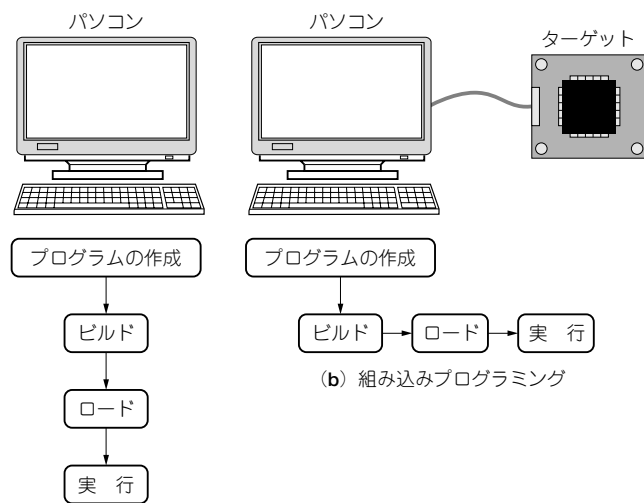 パソコン
プログラムの作成
ビルド
ロード
実 行
パソコン
ターゲット
プログラムの作成
ビルド
ロード
実 行
（b）組み込みプログラミング